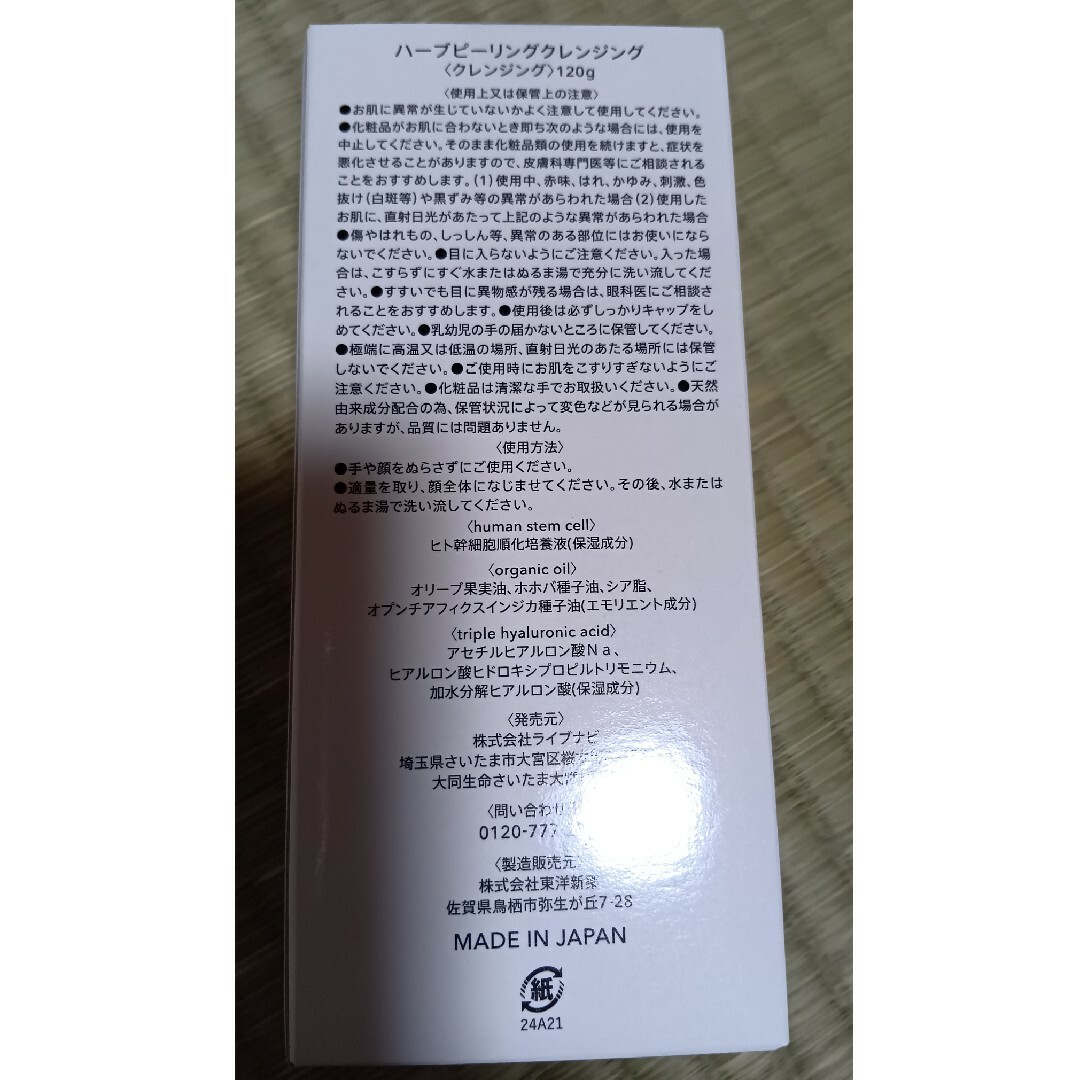 ハーブピーリングクレンジング
〈クレンジング〉120g
〈使用上又は保管上の注意〉
●お肌に異常が生じていないかよく注意して使用してください。
●化粧品がお肌に合わないとき即ち次のような場合には、使用を
中止してください。そのまま化粧品類の使用を続けますと、症状を
悪化させることがありますので、皮膚科専門医等にご相談される
ことをおすすめします。(1)使用中、赤味、はれ、かゆみ、刺激、色
抜け(白斑等)や黒ずみ等の異常があらわれた場合(2)使用した
お肌に、直射日光があたって上記のような異常があらわれた場合
●傷やはれもの、しっしん等、異常のある部位にはお使いになら
ないでください。●目に入らないようにご注意ください。入った場
合は、こすらずにすぐ水またはぬるま湯で充分に洗い流してくだ
さい。●すすいでも目に異物感が残る場合は、眼科医にご相談さ
れることをおすすめします。●使用後は必ずしっかりキャップをし
めてください。●乳幼児の手の届かないところに保管してください。
●極端に高温又は低温の場所、直射日光のあたる場所には保管
しないでください。●ご使用時にお肌をこすりすぎないようにご
注意ください。●化粧品は清潔な手でお取扱いください。●天然
由来成分配合の為、保管状況によって変色などが見られる場合が
ありますが、品質には問題ありません。
〈使用方法〉
●手や顔をぬらさずにご使用ください。
●適量を取り、顔全体になじませてください。その後、水または
ぬるま湯で洗い流してください。
〈human stem cell〉
ヒト幹細胞順化培養液(保湿成分)
〈organic oil〉
オリーブ果実油、ホホバ種子油、シア脂、
オプンチアフィクスインジカ種子油(エモリエント成分)
〈triple hyaluronic acid〉
アセチルヒアルロン酸Ｎａ、
ヒアルロン酸ヒドロキシプロピルトリモニウム、
加水分解ヒアルロン酸(保湿成分)
〈発売元〉
株式会社ライブナビ
埼玉県さいたま市大宮区桜
大同生命さいたま大宮
〈問い合わ
0120-777
〈製造販売元
株式会社東洋新
佐賀県鳥栖市弥生が丘7-28
MADE IN JAPAN
紙
24A21